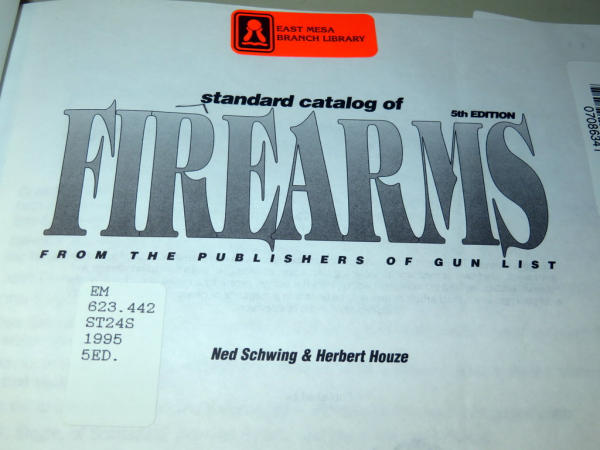 EAST MESA
BRANCH LIBRARY
standard catalog of
5th EDITION
FIREARMS
FROM THE PUBLISHERS OF GUN LIST
EM
623.442
ST24S
1995
5ED.
Ned Schwing & Herbert Houze
07086341